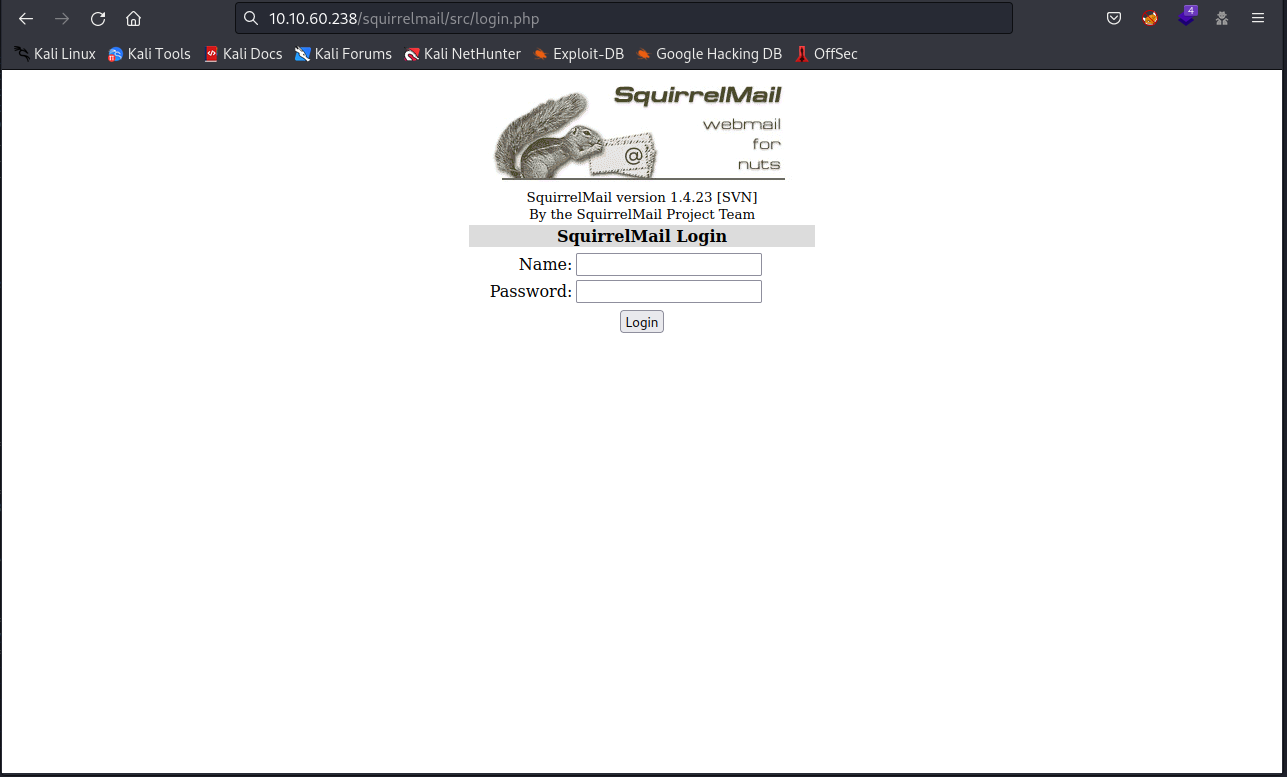 10.10.60.238/squirrelmail/src/login.php
4
Kali Linux Kali Tools Kali Docs Kali Forums Kali NetHunter Exploit-DB Google Hacking DB OffSec
SquirrelMail
webmail
for
nuts
@
SquirrelMail version 1.4.23 [SVN]
By the SquirrelMail Project Team
SquirrelMail Login
Name:
Password:
Login